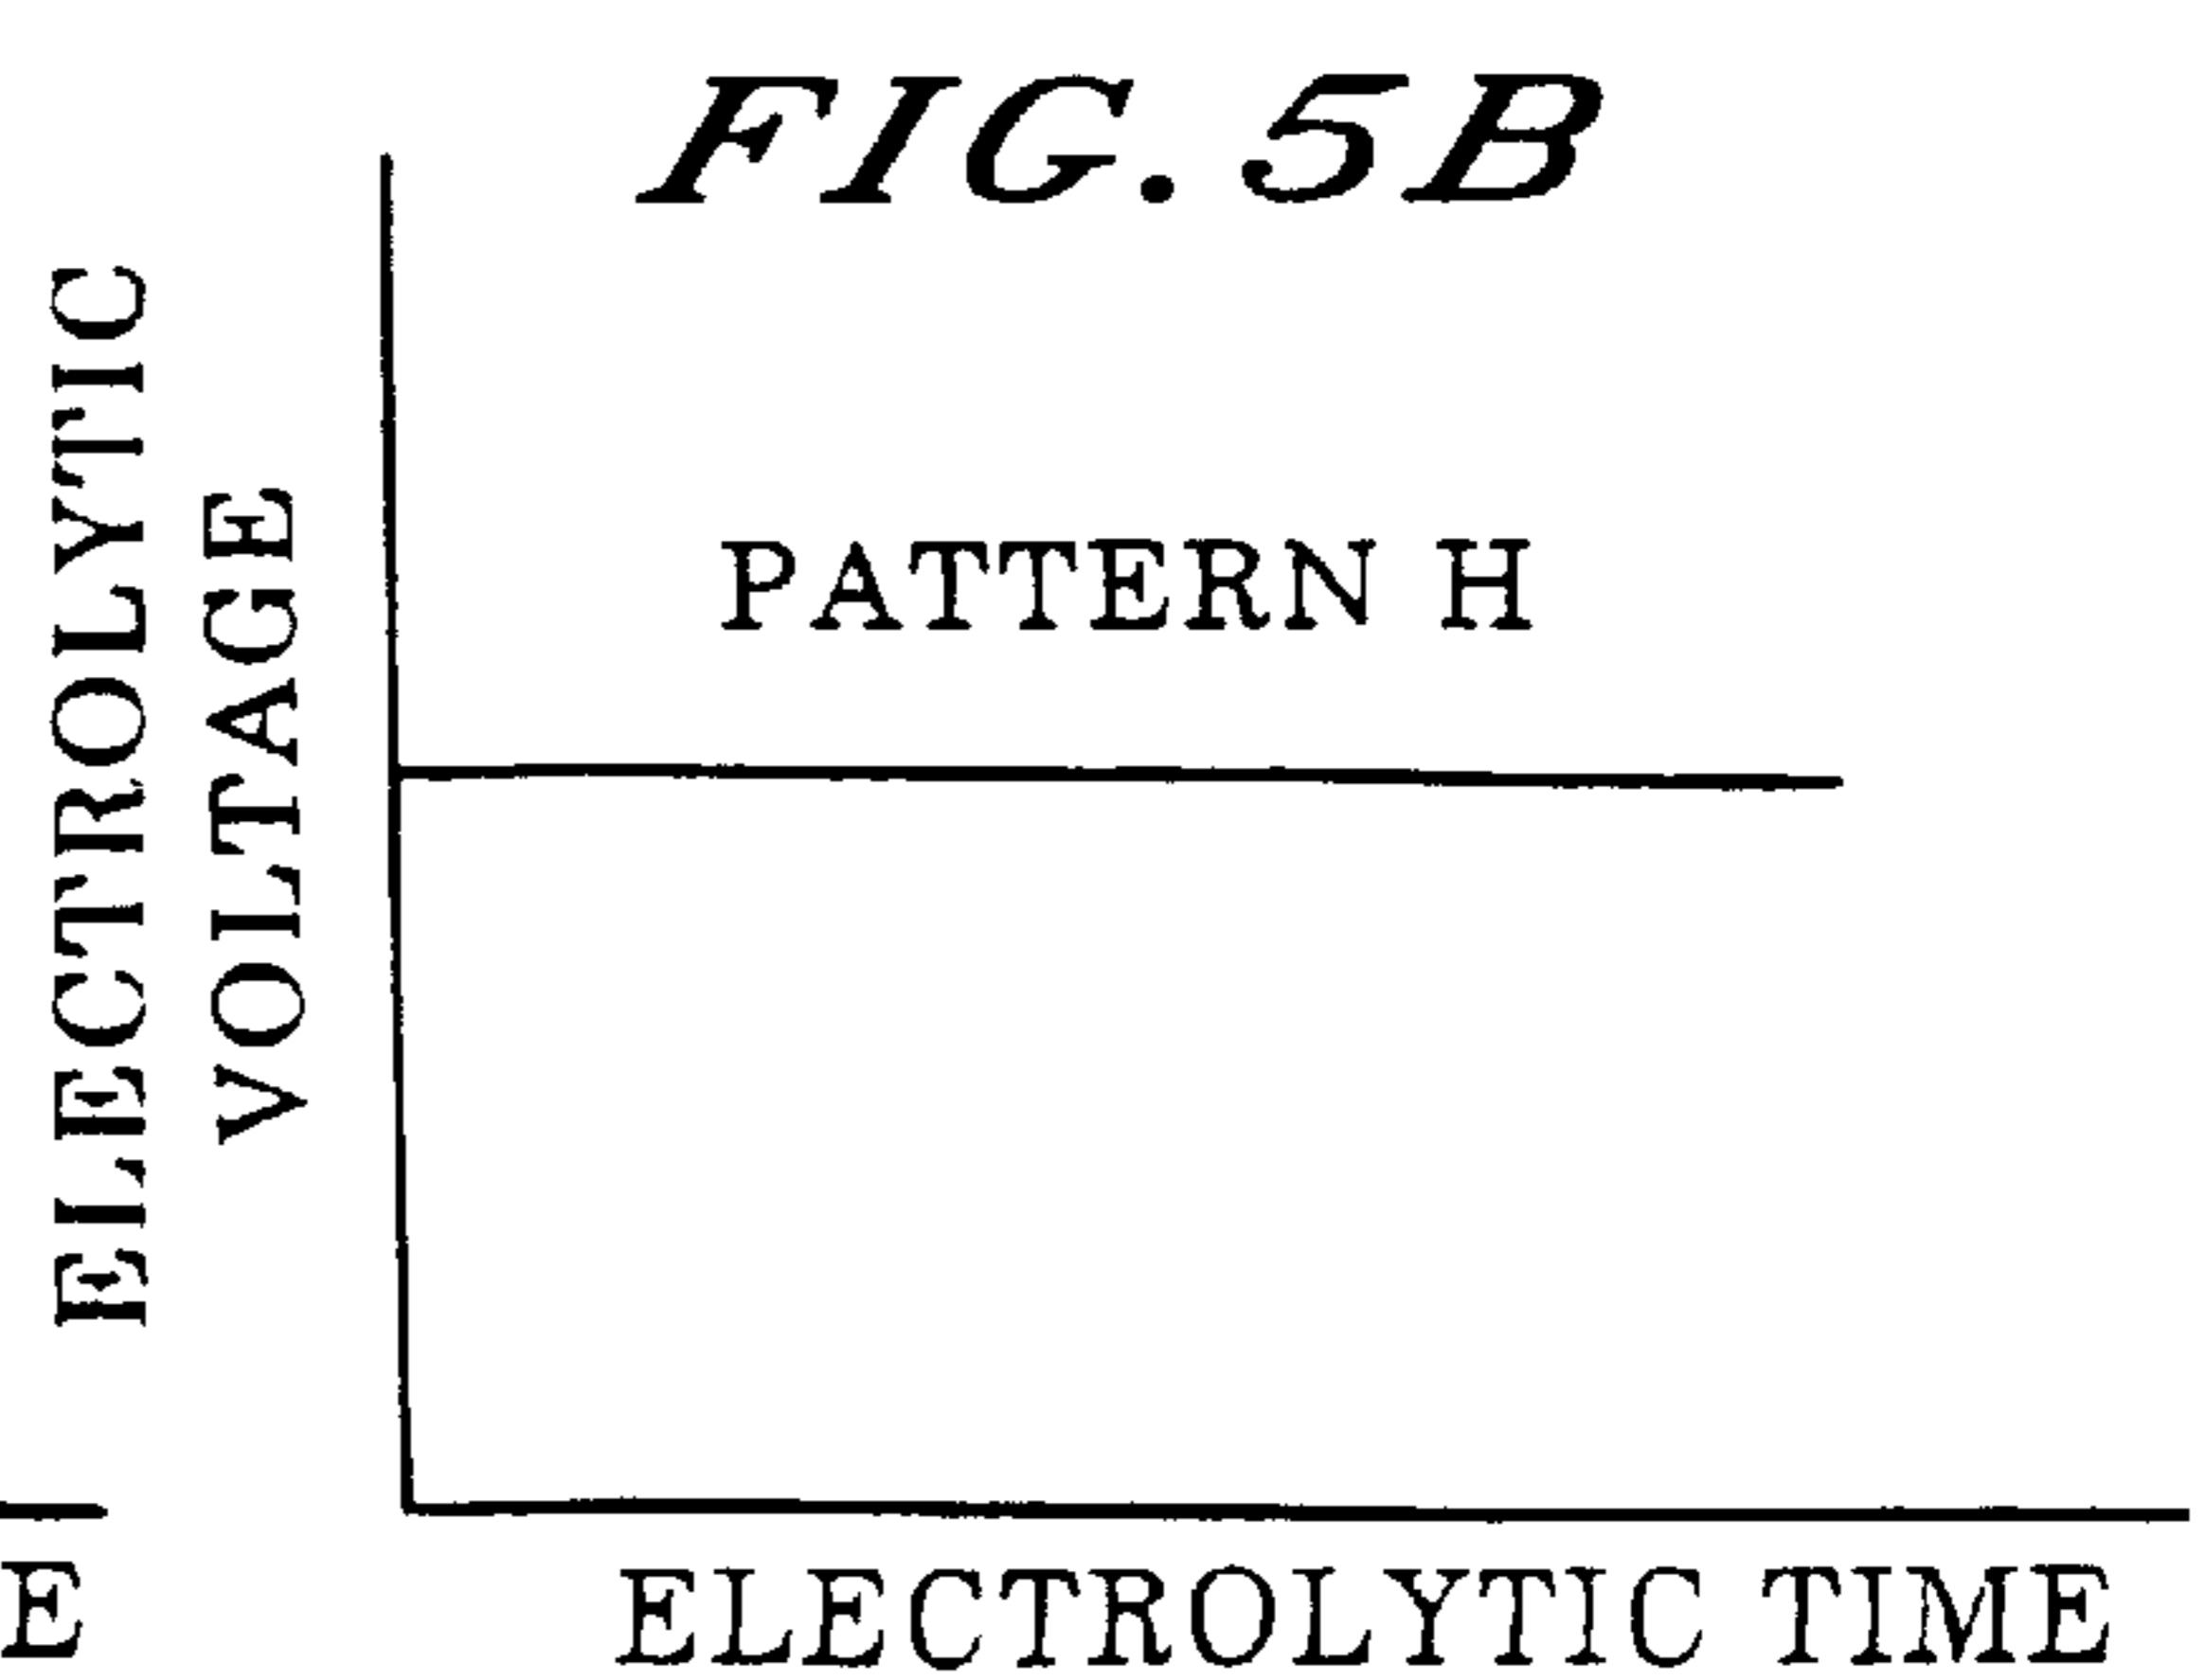 FIG. 5B
ELECTROLYTIC
VOLTAGE
PATTERN H
E
ELECTROLYTIC TIME